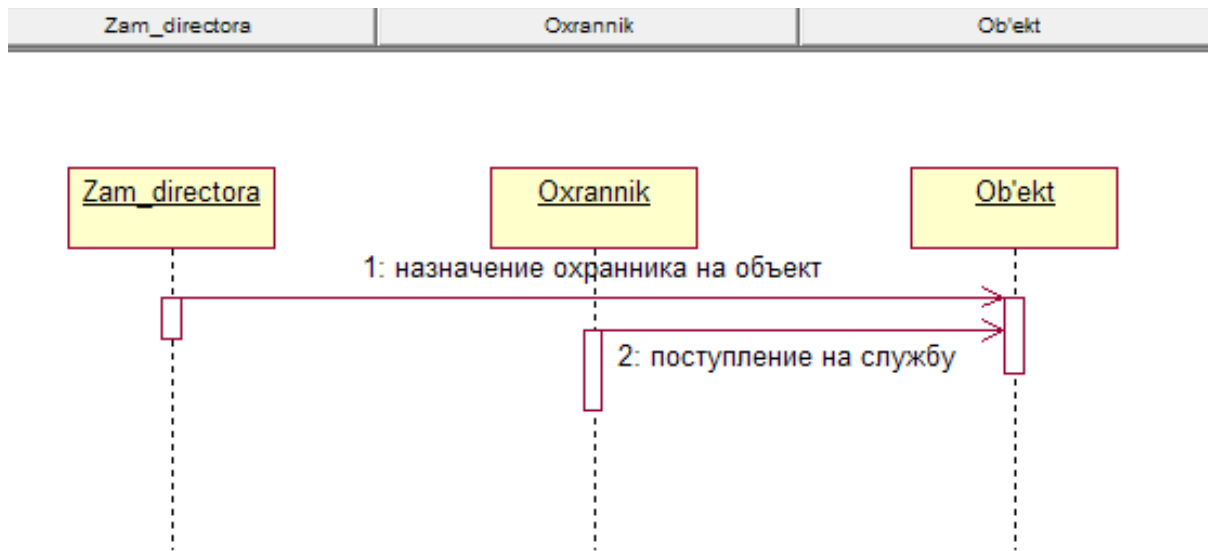 Zam_directora
Oxrannik
Ob'ekt
Zam_directora
Oxrannik
Ob'ekt
1: назначение охранника на объект
2: поступление на службу